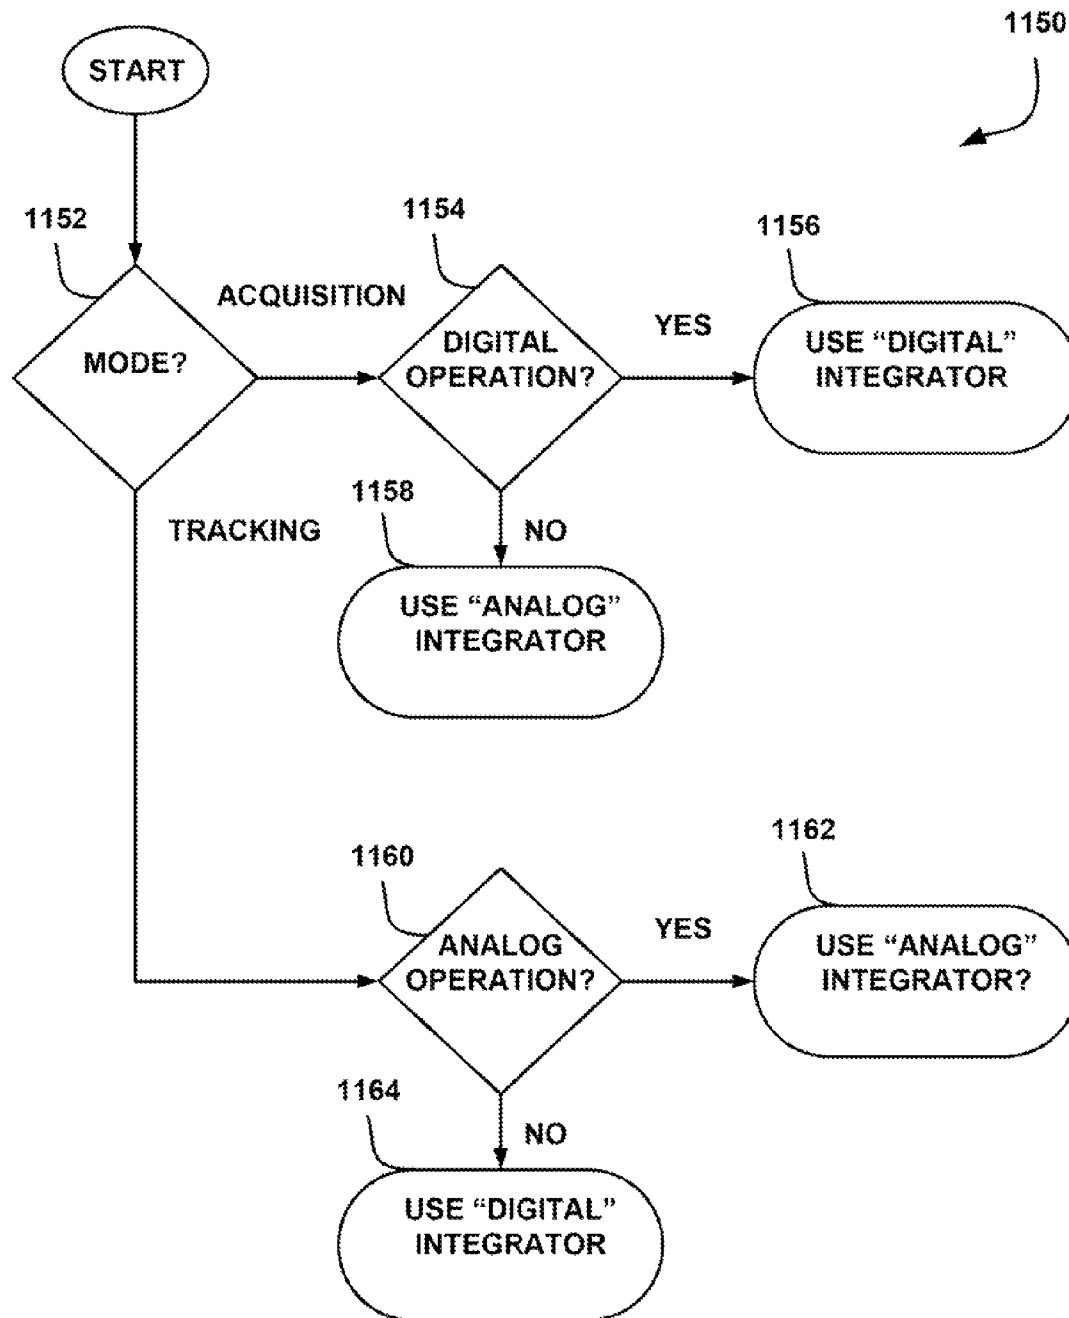 1150
START
1152
1154
1156
ACQUISITION
YES
MODE?
DIGITAL
OPERATION?
USE “DIGITAL”
INTEGRATOR
1158
TRACKING
NO
USE “ANALOG”
INTEGRATOR
1160
1162
YES
ANALOG
OPERATION?
USE “ANALOG”
INTEGRATOR?
1164
NO
USE “DIGITAL”
INTEGRATOR